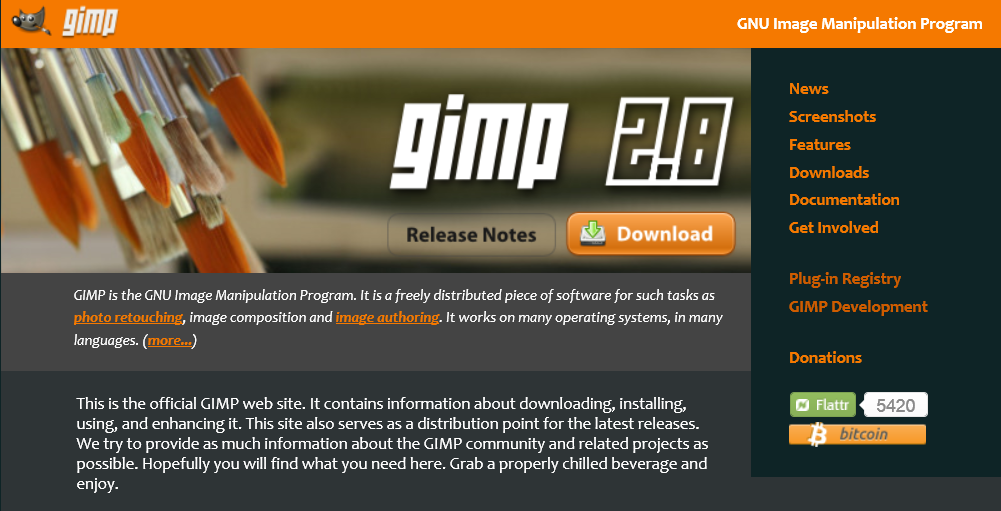 gimp
GNU Image Manipulation Program
gimp 2.8
Release Notes
Download
GIMP is the GNU Image Manipulation Program. It is a freely distributed piece of software for such tasks as
photo retouching, image composition and image authoring. It works on many operating systems, in many
languages. (more...)
This is the official GIMP web site. It contains information about downloading, installing,
using, and enhancing it. This site also serves as a distribution point for the latest releases.
We try to provide as much information about the GIMP community and related projects as
possible. Hopefully you will find what you need here. Grab a properly chilled beverage and
enjoy.
News
Screenshots
Features
Downloads
Documentation
Get Involved
Plug-in Registry
GIMP Development
Donations
Flattr 5420
bitcoin